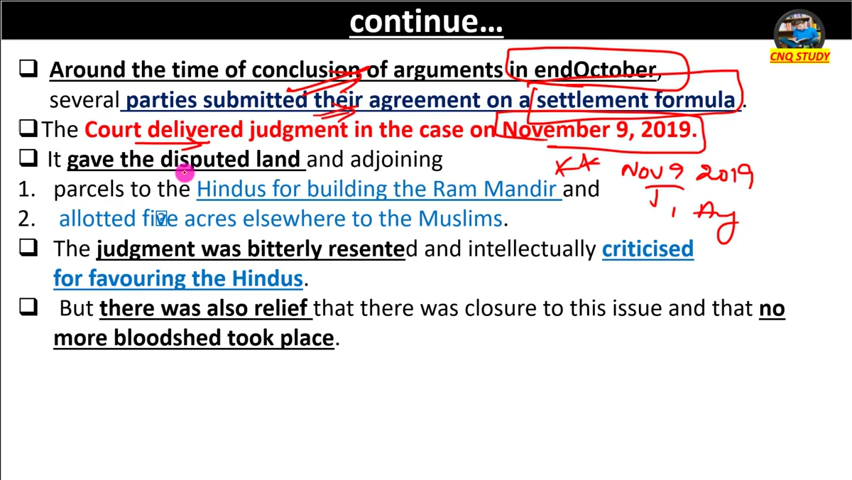 continue…
CNQ STUDY
Around the time of conclusion of arguments in endOctober,
several parties submitted their agreement on a settlement formula.
The Court delivered judgment in the case on November 9, 2019.
It gave the disputed land and adjoining
Nov 9 2019
1. parcels to the Hindus for building the Ram Mandir and
2. allotted five acres elsewhere to the Muslims.
The judgment was bitterly resented and intellectually criticised
for favouring the Hindus.
But there was also relief that there was closure to this issue and that no
more bloodshed took place.